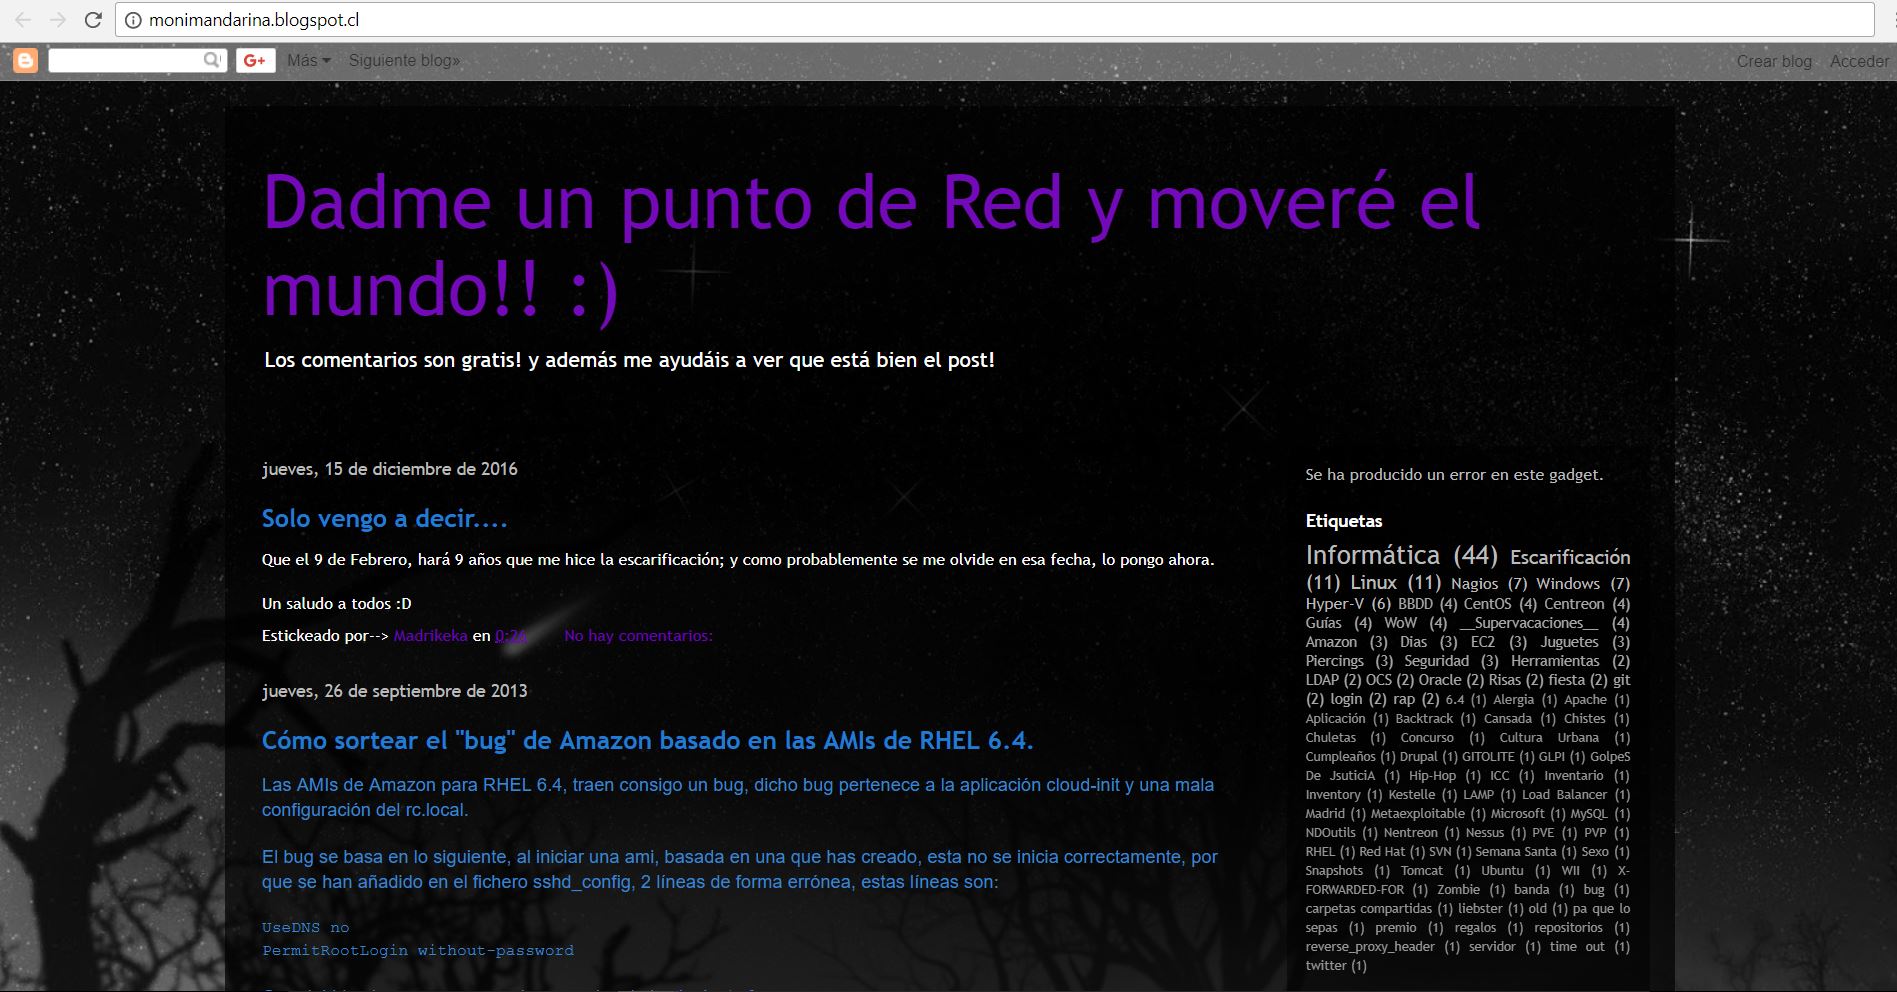 monimandarina.blogspot.cl
G+ Más Siguiente blog» Crear blog Acceder
Dadme un punto de Red y moveré el
mundo!! :)
Los comentarios son gratis! y además me ayudáis a ver que está bien el post!
jueves, 15 de diciembre de 2016
Solo vengo a decir....
Que el 9 de Febrero, hará 9 años que me hice la escarificación; y como probablemente se me olvide en esa fecha, lo pongo ahora.
Un saludo a todos :D
Estickeado por--> Madrikeka en No hay comentarios:
jueves, 26 de septiembre de 2013
Cómo sortear el "bug" de Amazon basado en las AMIs de RHEL 6.4.
Las AMIs de Amazon para RHEL 6.4, traen consigo un bug, dicho bug pertenece a la aplicación cloud-init y una mala
configuración del rc.local.
El bug se basa en lo siguiente, al iniciar una ami, basada en una que has creado, esta no se inicia correctamente, por
que se han añadido en el fichero sshd_config, 2 líneas de forma errónea, estas líneas son:
UseDNS no
PermitRootLogin without-password
Se ha producido un error en este gadget.
Etiquetas
Informática (44) Escarificación
(11) Linux (11) Nagios (7) Windows (7)
Hyper-V (6) BBDD (4) CentOS (4) Centreon (4)
Guías (4) WoW (4) __Supervacaciones__ (4)
Amazon (3) Dias (3) EC2 (3) Juguetes (3)
Piercings (3) Seguridad (3) Herramientas (2)
LDAP (2) OCS (2) Oracle (2) Risas (2) fiesta (2) git
(2) login (2) rap (2) 6.4 (1) Alergia (1) Apache (1)
Aplicación (1) Backtrack (1) Cansada (1) Chistes (1)
Chuletas (1) Concurso (1) Cultura Urbana (1)
Cumpleaños (1) Drupal (1) GITOLITE (1) GLPI (1) GolpeS
De JsuticiA (1) Hip-Hop (1) ICC (1) Inventario (1)
Inventory (1) Kestelle (1) LAMP (1) Load Balancer (1)
Madrid (1) Metaexploitable (1) Microsoft (1) MySQL (1)
NDOutils (1) Nentreon (1) Nessus (1) PVE (1) PVP (1)
RHEL (1) Red Hat (1) SVN (1) Semana Santa (1) Sexo (1)
Snapshots (1) Tomcat (1) Ubuntu (1) WII (1) X-
FORWARDED-FOR (1) Zombie (1) banda (1) bug (1)
carpetas compartidas (1) liebster (1) old (1) pa que lo
sepas (1) premio (1) regalos (1) repositorios (1)
reverse_proxy_header (1) servidor (1) time out (1)
twitter (1)